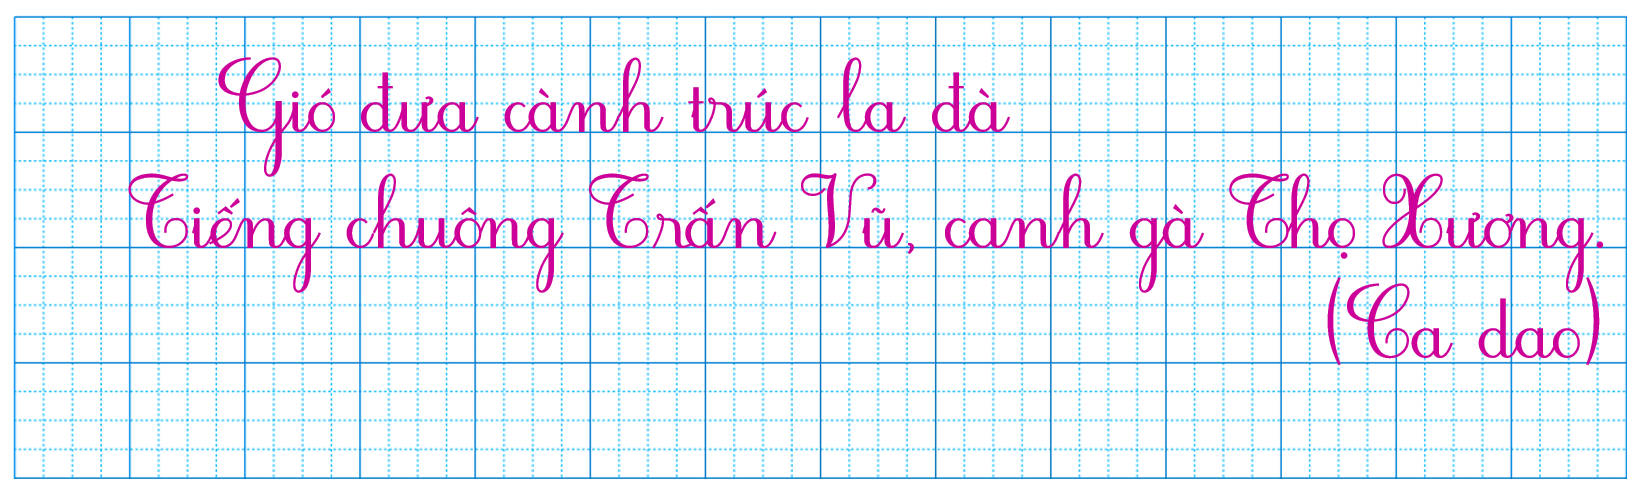 Gió đưa cành trúc la đà
Tiếng chuông Trấn Vũ, canh gà Thọ Xương.
(Ca dao)